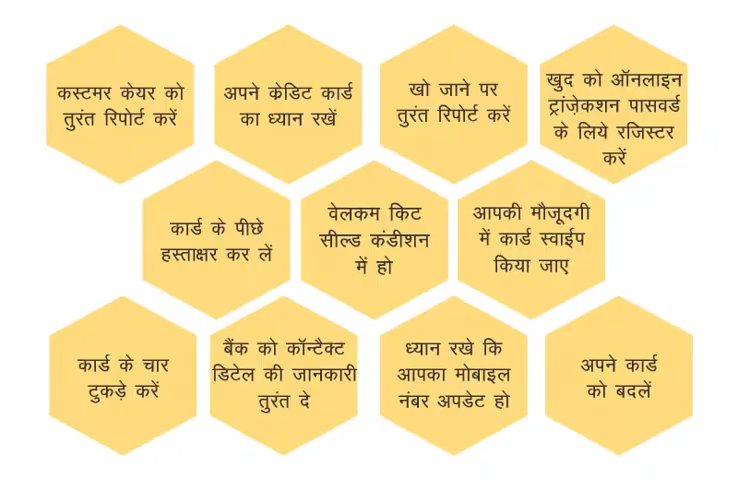 कस्टमर केयर को
तुरंत रिपोर्ट करें
अपने क्रेडिट कार्ड
का ध्यान रखें
खो जाने पर
तुरंत रिपोर्ट करें
खुद को ऑनलाइन
ट्रांज़ेकशन पासवर्ड
के लिये रजिस्टर
करें
कार्ड के पीछे
हस्ताक्षर कर लें
वेलकम किट
सील्ड कंडीशन
में हो
आपकी मौजूदगी
में कार्ड स्वाईप
किया जाए
कार्ड के चार
टुकड़े करें
बैंक को कॉन्टैक्ट
डिटेल की जानकारी
तुरंत दे
ध्यान रखे कि
आपका मोबाइल
नंबर अपडेट हो
अपने कार्ड
को बदलें